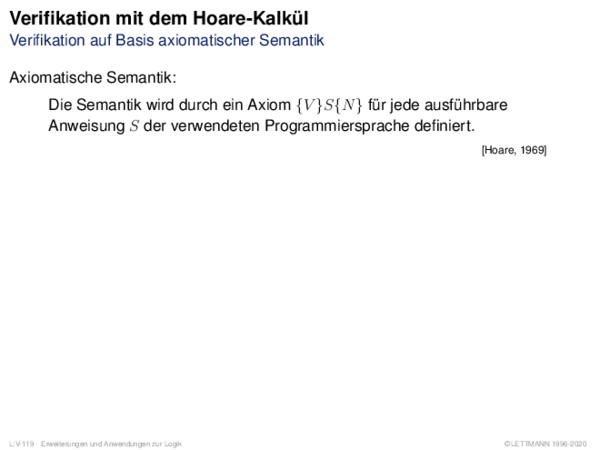 Verifikation mit dem Hoare-Kalkül
Verifikation auf Basis axiomatischer Semantik
Axiomatische Semantik:
Die Semantik wird durch ein Axiom {V}S{N} für jede ausführbare
Anweisung S der verwendeten Programmiersprache definiert.
[Hoare, 1969]
L:V-119 Erweiterungen und Anwendungen zur Logik ©LETTMANN 1996-2020